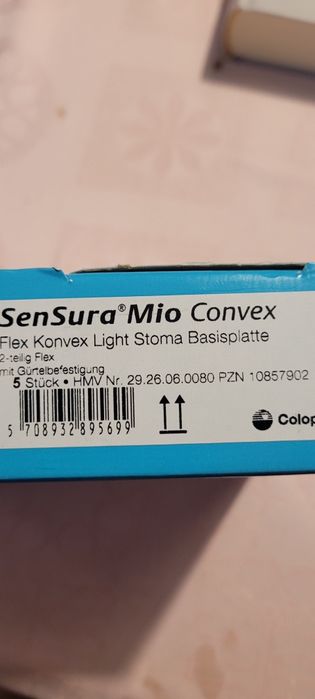 SenSura® Mio Convex
Flex Konvex Light Stoma Basisplatte
2-teilig Flex
mit Gürtelbefestigung
5 Stück • HMV Nr. 29.26.06.0080 PZN 10857902
5 708932 895699
Colop